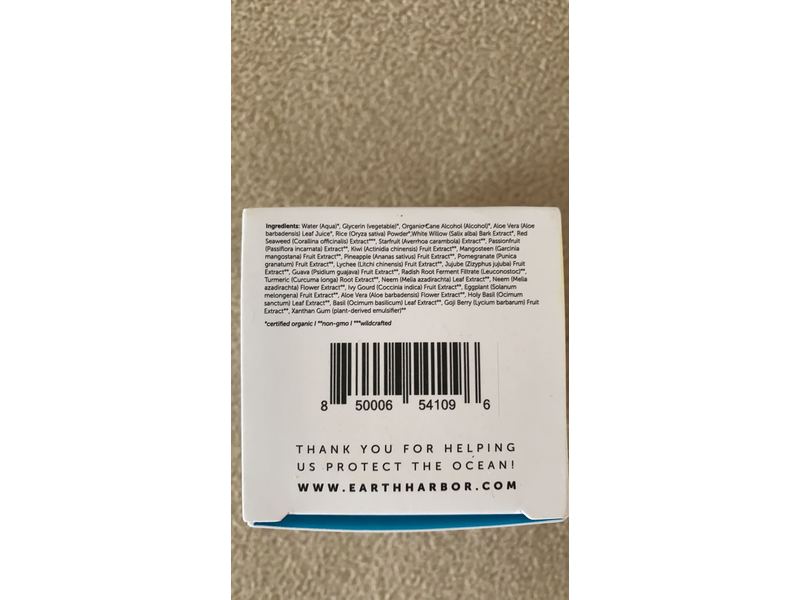 Ingredients: Water (Aqua)*, Glycerin (vegetable)*, Organic Cane Alcohol (Alcohol)*, Aloe Vera (Aloe
barbadensis) Leaf Juice*, Rice (Oryza sativa) Powder*,White Willow (Salix alba) Bark Extract*, Red
Seaweed (Corallina officinalis) Extract***, Starfruit (Averrhoa carambola) Extract**, Passionfruit
(Passiflora incarnata) Extract**, Kiwi (Actinidia chinensis) Fruit Extract**, Mangosteen (Garcinia
mangostana) Fruit Extract**, Pineapple (Ananas sativus) Extract**, Pomegranate (Punica
granatum) Fruit Extract**, Lychee (Litchi chinensis) Fruit Extract**, Jujube (Zizyphus jujuba) Fruit
Extract**, Guava (Psidium guajava) Fruit Extract**, Radish Root Ferment Filtrate (Leuconostoc)**,
Turmeric (Curcuma longa) Root Extract**, Neem (Melia azadirachta) Leaf Extract**, Neem (Melia
azadirachta) Flower Extract**, Ivy Gourd (Coccinia indica) Fruit Extract**, Eggplant (Solanum
melongena) Fruit Extract**, Aloe Vera (Aloe barbadensis) Flower Extract**, Holy Basil (Ocimum
sanctum) Leaf Extract**, Basil (Ocimum basilicum) Leaf Extract**, Goji Berry (Lycium barbarum) Fruit
Extract**, Xanthan Gum (plant-derived emulsifier)**
*certified organic | **non-gmo | ***wildcrafted
8 50006 54109 6
THANK YOU FOR HELPING
US PROTECT THE OCEAN!
WWW.EARTHHARBOR.COM